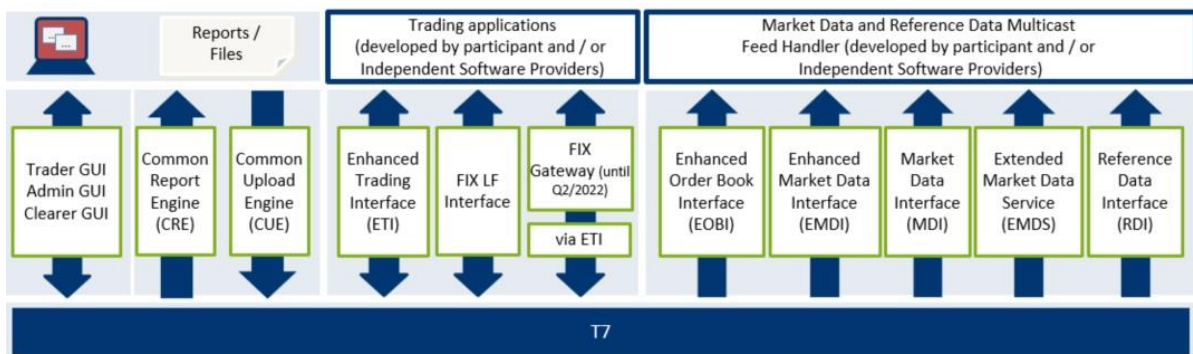 Reports /
Files
Trading applications
(developed by participant and / or
Independent Software Providers)
Market Data and Reference Data Multicast
Feed Handler (developed by participant and / or
Independent Software Providers)
Trader GUI
Admin GUI
Clearer GUI
Common
Report
Engine
(CRE)
Common
Upload
Engine
(CUE)
Enhanced
Trading
Interface
(ETI)
FIX LF
Interface
FIX
Gateway (until
Q2/2022)
via ETI
Enhanced
Order Book
Interface
(EOBI)
Enhanced
Market Data
Interface
(EMDI)
Market
Data
Interface
(MDI)
Extended
Market Data
Service
(EMDS)
Reference
Data
Interface
(RDI)
T7